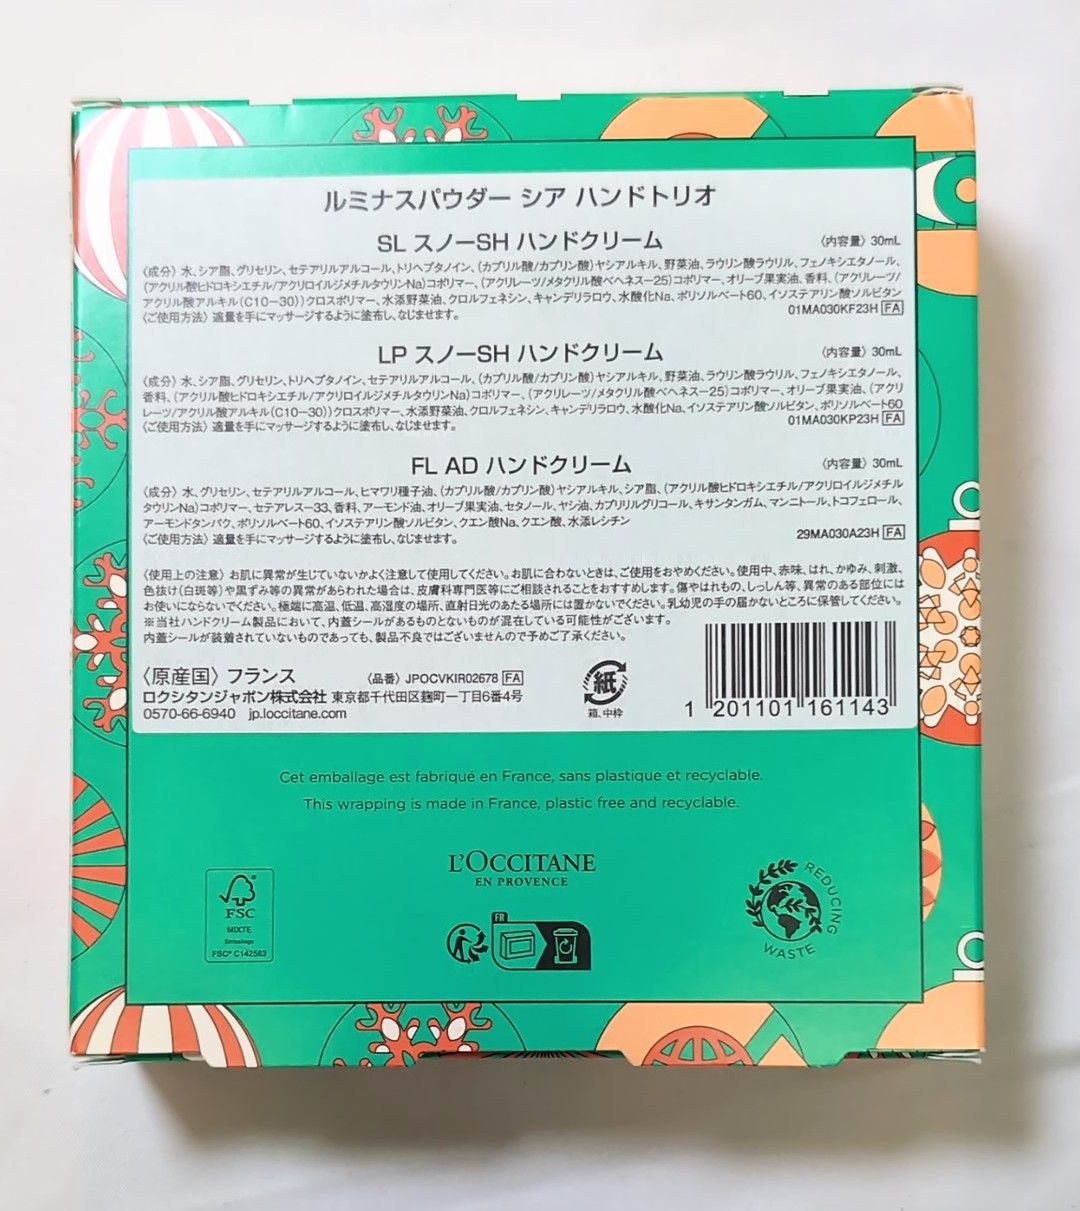 ルミナスパウダー シア ハンドトリオ
SL スノーSH ハンドクリーム 〈内容量〉 30mL
〈成分〉 水、シア脂、グリセリン、セテアリルアルコール、トリヘプタノイン、(カプリル酸/カプリン酸)ヤシアルキル、野菜油、ラウリン酸ラウリル、フェノキシエタノール、
(アクリル酸ヒドロキシエチル/アクリロイルジメチルタウリンNa)コポリマー、(アクリレーツ/メタクリル酸ベヘネス-25)コポリマー、オリーブ果実油、香料、(アクリレーツ/
アクリル酸アルキル(C10-30))クロスポリマー、水添野菜油、クロルフェネシン、キャンデリラロウ、水酸化Na、ポリソルベート60、イソステアリン酸ソルビタン
〈ご使用方法〉 適量を手にマッサージするように塗布し、なじませます。 01MA030KF23H FA
LP スノーSH ハンドクリーム 〈内容量〉 30mL
〈成分〉 水、シア脂、グリセリン、トリヘプタノイン、セテアリルアルコール、(カプリル酸/カプリン酸)ヤシアルキル、野菜油、ラウリン酸ラウリル、フェノキシエタノール、
香料、(アクリル酸ヒドロキシエチル/アクリロイルジメチルタウリンNa)コポリマー、(アクリレーツ/メタクリル酸ベヘネス-25)コポリマー、オリーブ果実油、(アクリ
レーツ/アクリル酸アルキル(C10-30))クロスポリマー、水添野菜油、クロルフェネシン、キャンデリラロウ、水酸化Na、イソステアリン酸ソルビタン、ポリソルベート60
〈ご使用方法〉 適量を手にマッサージするように塗布し、なじませます。 01MA030KP23H FA
FL AD ハンドクリーム 〈内容量〉 30mL
〈成分〉 水、グリセリン、セテアリルアルコール、ヒマワリ種子油、(カプリル酸/カプリン酸)ヤシアルキル、シア脂、(アクリル酸ヒドロキシエチル/アクリロイルジメチル
タウリンNa)コポリマー、セテアレス-33、香料、アーモンド油、オリーブ果実油、セタノール、ヤシ油、カプリリルグリコール、キサンタンガム、マンニトール、トコフェロール、
アーモンドタンパク、ポリソルベート60、イソステアリン酸ソルビタン、クエン酸Na、クエン酸、水添レシチン
〈ご使用方法〉 適量を手にマッサージするように塗布し、なじませます。 29MA030A23H FA
〈使用上の注意〉 お肌に異常が生じていないかよく注意して使用してください。お肌に合わないときは、ご使用をおやめください。使用中、赤味、はれ、かゆみ、刺激、
色抜け(白斑等)や黒ずみ等の異常があらわれた場合は、皮膚科専門医等にご相談されることをおすすめします。傷やはれもの、しっしん等、異常のある部位には
お使いにならないでください。極端に高温、低温、高湿度の場所、直射日光のあたる場所には置かないでください。乳幼児の手の届かないところに保管してください。
※当社ハンドクリーム製品において、内蓋シールがあるものとないものが混在している可能性がございます。
内蓋シールが装着されていないものであっても、製品不良ではございませんので予めご了承ください。
〈原産国〉 フランス 〈品番〉 JPOCVKIR02678 FA
ロクシタンジャポン株式会社 東京都千代田区麹町一丁目6番4号
0570-66-6940 jp.loccitane.com
紙
箱、中枠
1 201101 161143
Cet emballage est fabriqué en France, sans plastique et recyclable.
This wrapping is made in France, plastic free and recyclable.
L'OCCITANE
EN PROVENCE
FSC
MIXTE
Emballage
FSC® C142563
FR
REDUCING
WASTE